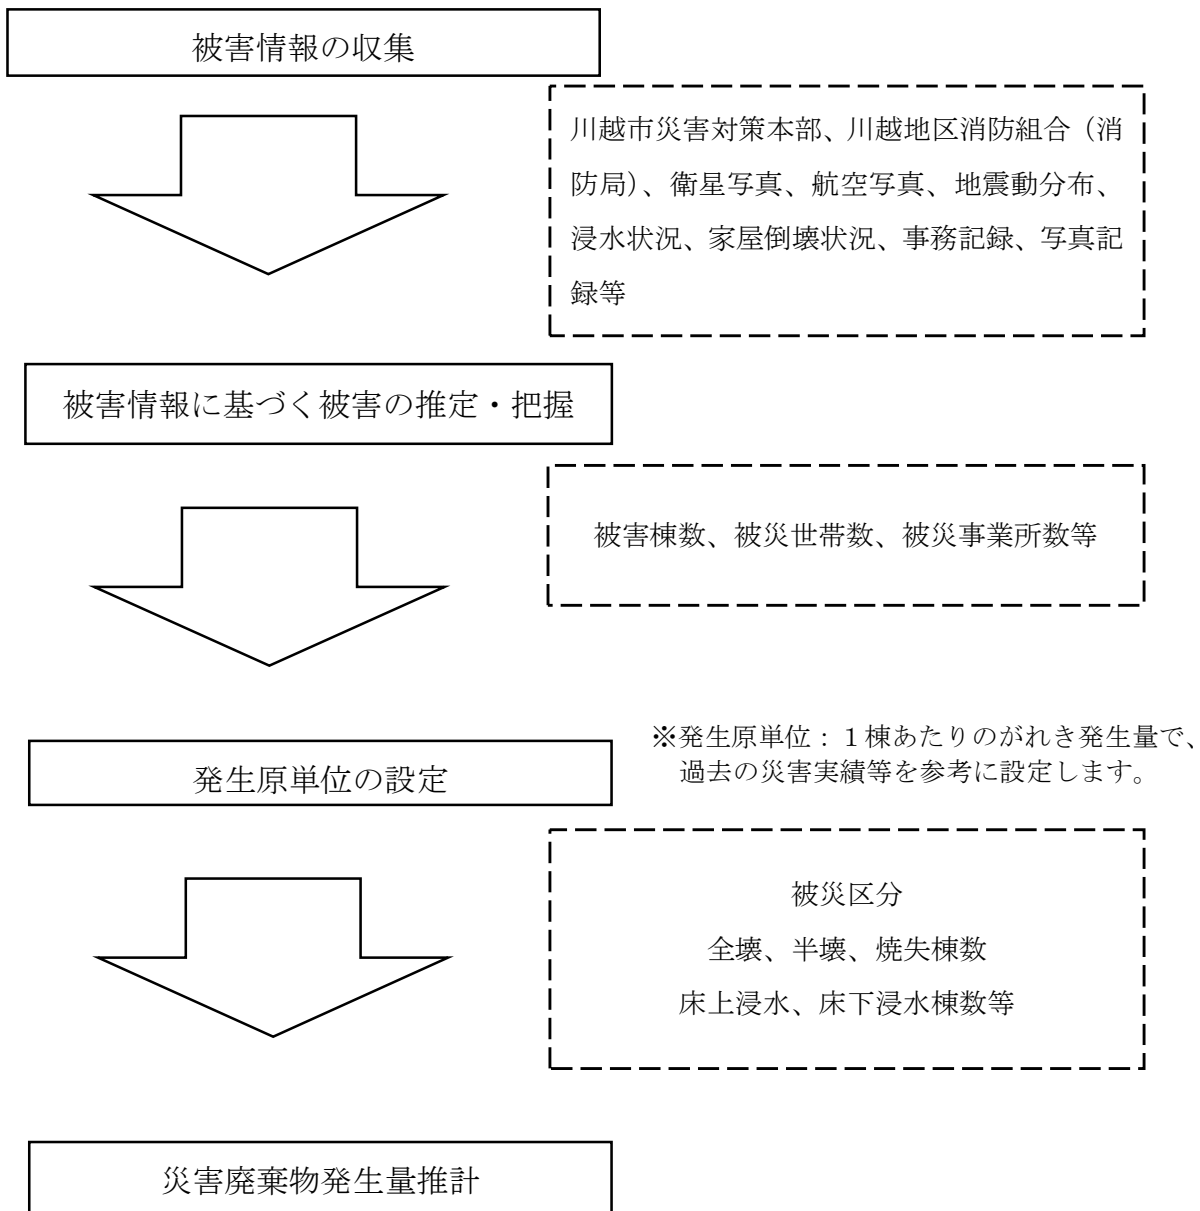 被害情報の収集
川越市災害対策本部、川越地区消防組合（消
防局）、衛星写真、航空写真、地震動分布、
浸水状況、家屋倒壊状況、事務記録、写真記
録等
被害情報に基づく被害の推定・把握
被害棟数、被災世帯数、被災事業所数等
※発生原単位：１棟あたりのがれき発生量で、
過去の災害実績等を参考に設定します。
発生原単位の設定
被災区分
全壊、半壊、焼失棟数
床上浸水、床下浸水棟数等
災害廃棄物発生量推計